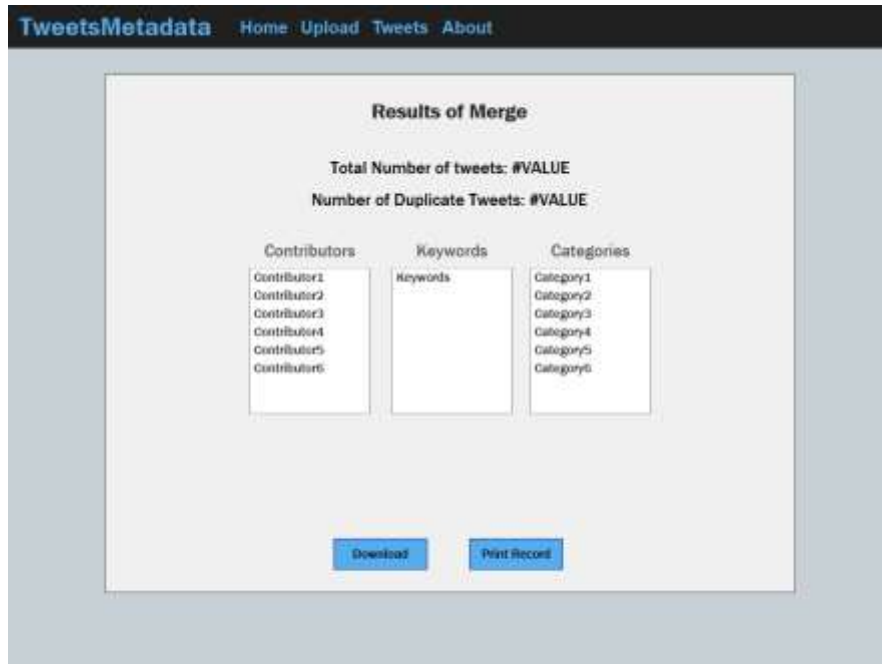 TweetsMetadata Home Upload Tweets About
Results of Merge
Total Number of tweets: #VALUE
Number of Duplicate Tweets: #VALUE
Contributors Keywords Categories
Contributor1 Keywords Category1
Contributor2 Category2
Contributor3 Category3
Contributor4 Category4
Contributor5 Category5
Contributor6 Category6
Download Print Record